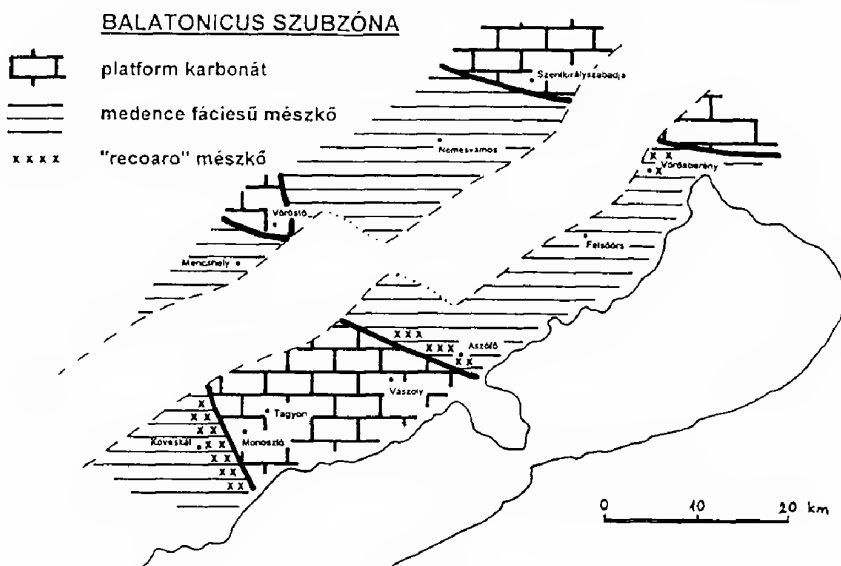 BALATONICUS SZUBZÓNA
platform karbonát
medence fáciesű mészkő
xxxx "recoaro" mészkő
Szentkirályszabadja
Nemesvámos
Vörösberény
Vöröstó
Felsőörs
Mencshely
Aszófő
Vászoly
Tagyon
Monoszló
Köveskál
0 10 20 km